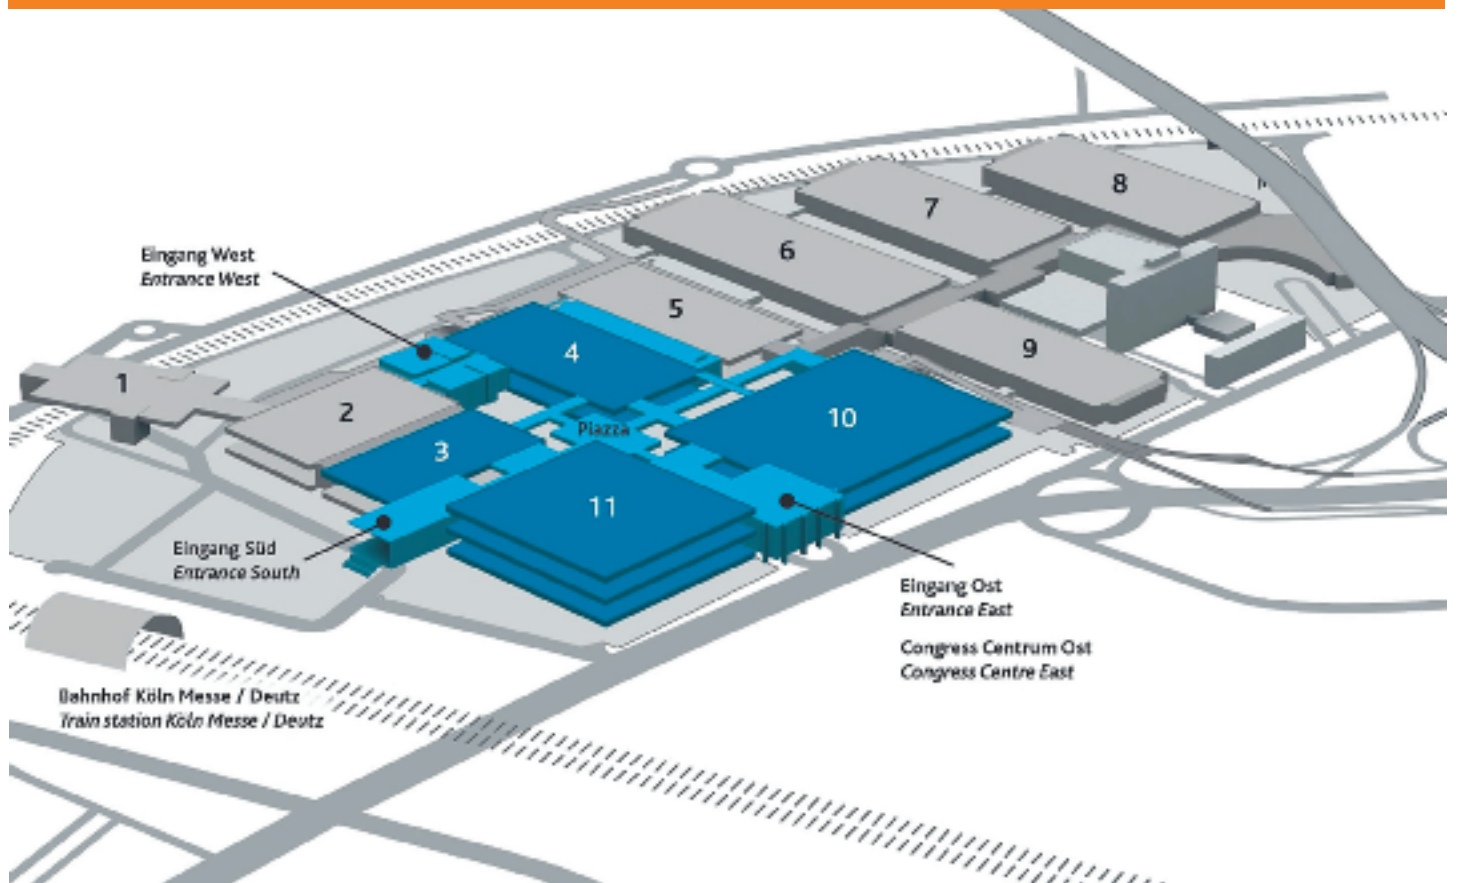 8
7
6
Eingang West
Entrance West
5
4
9
1
2
10
Piazza
3
11
Eingang Süd
Entrance South
Eingang Ost
Entrance East
Congress Centrum Ost
Congress Centre East
Bahnhof Köln Messe / Deutz
Train station Köln Messe / Deutz